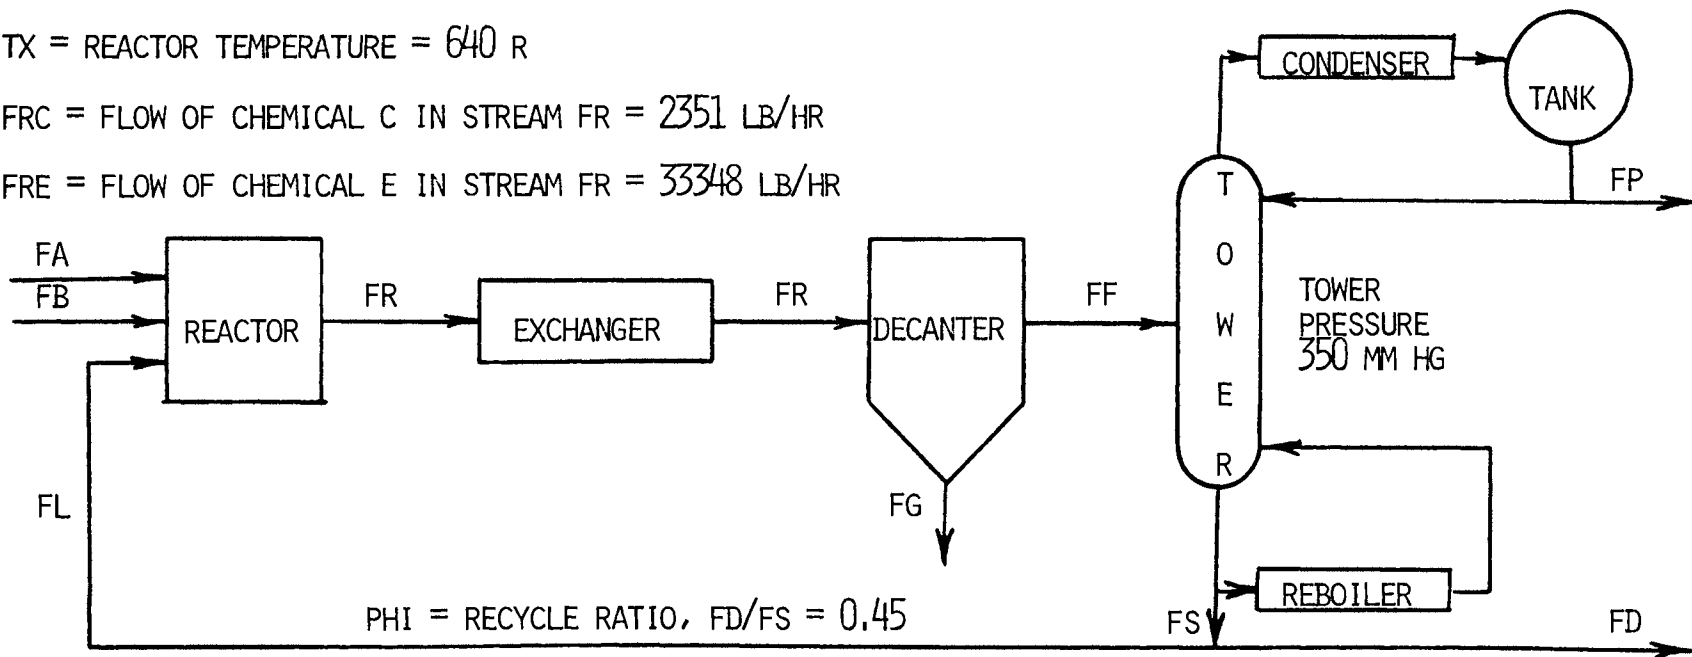 TX = REACTOR TEMPERATURE = 640 R
FRC = FLOW OF CHEMICAL C IN STREAM FR = 2351 LB/HR
FRE = FLOW OF CHEMICAL E IN STREAM FR = 33348 LB/HR
CONDENSER
TANK
FP
TOWER
FA
FB
FR
FR
FF
REACTOR
EXCHANGER
DECANTER
TOWER
PRESSURE
350 MM HG
FL
FG
REBOILER
PHI = RECYCLE RATIO, FD/FS = 0.45
FS
FD